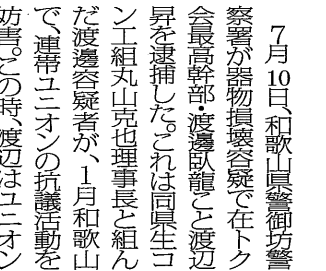 7月10日、和歌山県警御坊警
察署が器物損壊容疑で在トク
会最高幹部・渡邊臥龍こと渡辺
昇を逮捕した。これは同県生コ
ン工組丸山克也理事長と組ん
だ渡邊容疑者が、1月和歌山
で、連帯ユニオンの抗議活動を
妨害。この時、渡辺はユニオン